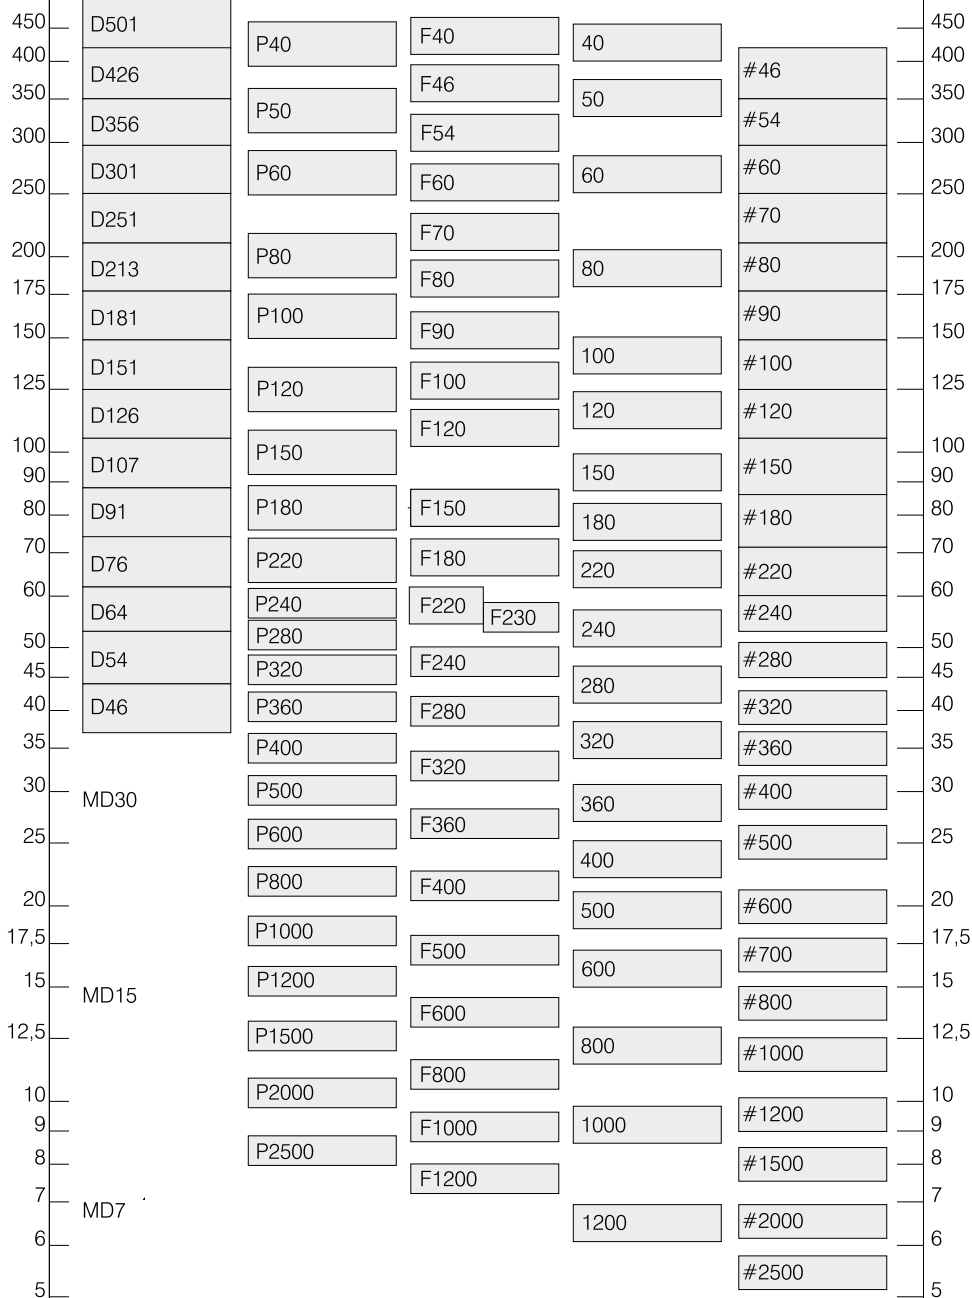 450 D501 P40 F40 40 450
400 D426 F46 #46 400
350 D356 P50 F54 50 #54 350
300 D301 P60 F60 60 #60 300
250 D251 F70 #70 250
200 D213 P80 F80 80 #80 200
175 D181 P100 F90 #90 175
150 D151 F100 100 #100 150
125 D126 P120 F120 120 #120 125
100 D107 P150 150 #150 100
90 90
80 D91 P180 F150 180 #180 80
70 D76 P220 F180 220 #220 70
60 D64 P240 F220 F230 240 #240 60
50 P280 50
45 D54 P320 F240 280 #280 45
40 D46 P360 F280 #320 40
35 P400 F320 320 #360 35
30 MD30 P500 360 #400 30
25 P600 F360 400 #500 25
20 P800 F400 500 #600 20
17,5 P1000 F500 600 #700 17,5
15 MD15 P1200 F600 #800 15
12,5 P1500 F800 800 #1000 12,5
10 P2000 10
9 F1000 1000 #1200 9
8 P2500 F1200 #1500 8
7 MD7 7
6 1200 #2000 6
5 #2500 5